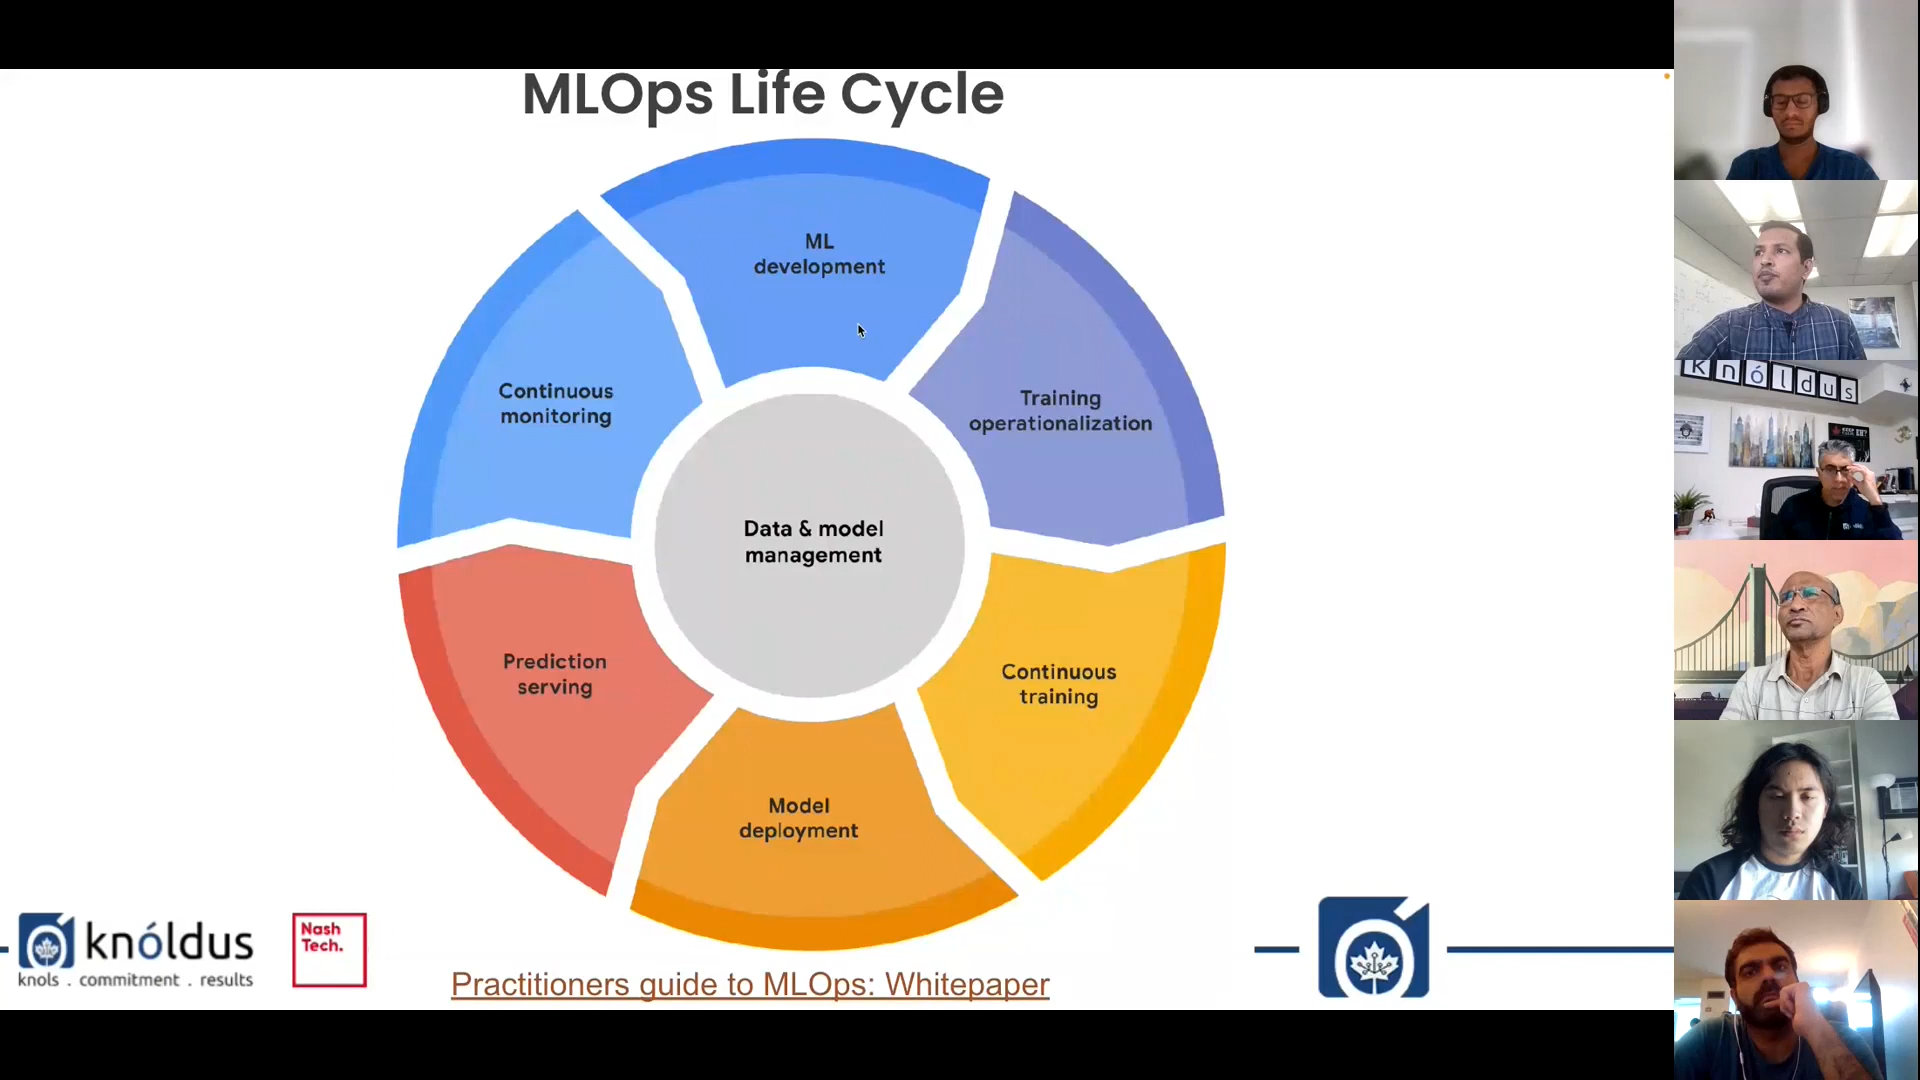 MLOps Life Cycle
ML
development
Training
operationalization
Continuous
training
Model
deployment
Prediction
serving
Continuous
monitoring
Data & model
management
knóldus
knols . commitment . results
Nash
Tech.
Practitioners guide to MLOps: Whitepaper
Knóldus